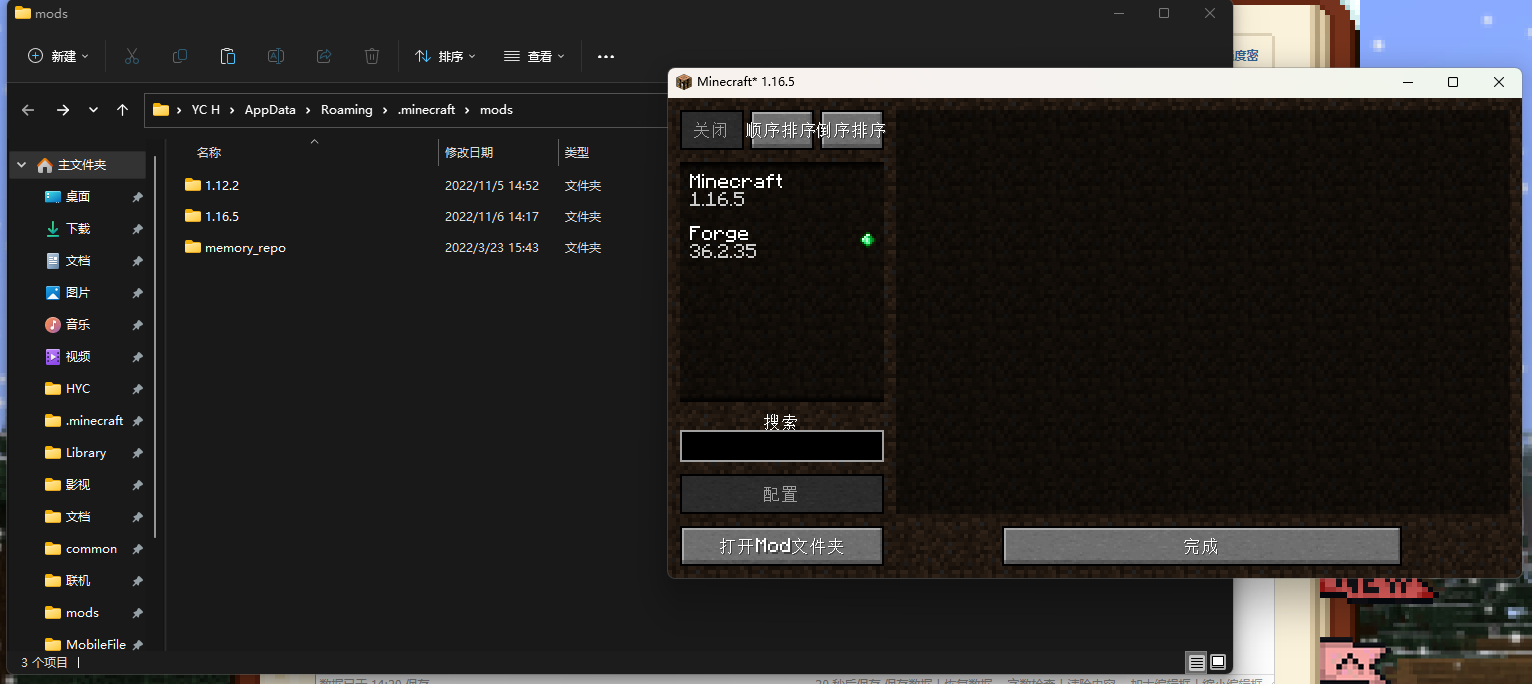 mods
新建
排序
查看
YC H > AppData > Roaming > .minecraft > mods
名称
修改日期
类型
1.12.2
2022/11/5 14:52
文件夹
1.16.5
2022/11/6 14:17
文件夹
memory_repo
2022/3/23 15:43
文件夹
主文件夹
桌面
下载
文档
图片
音乐
视频
HYC
.minecraft
Library
影视
文档
common
联机
mods
MobileFile
3 个项目
度密
Minecraft* 1.16.5
关闭
顺序排序
倒序排序
Minecraft
1.16.5
Forge
36.2.35
搜索
配置
打开Mod文件夹
完成